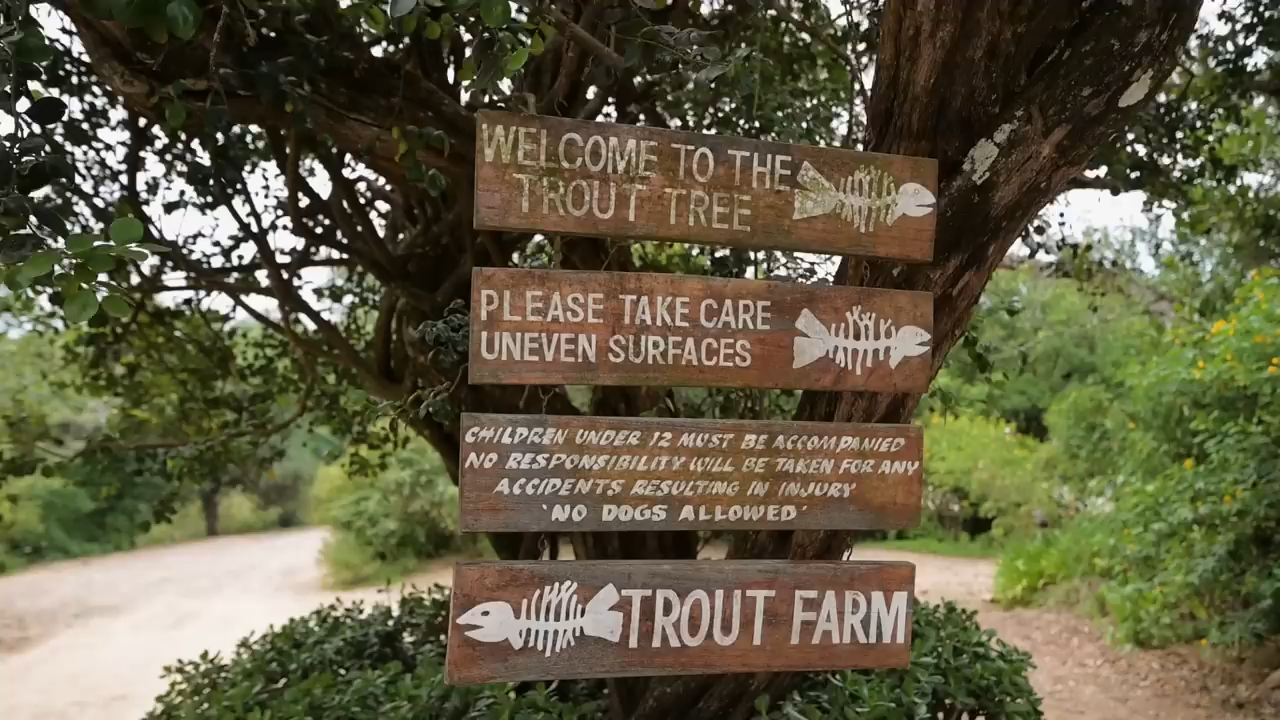 WELCOME TO THE
TROUT TREE
PLEASE TAKE CARE
UNEVEN SURFACES
CHILDREN UNDER 12 MUST BE ACCOMPANIED
NO RESPONSIBILITY WILL BE TAKEN FOR ANY
ACCIDENTS RESULTING IN INJURY
'NO DOGS ALLOWED'
TROUT FARM